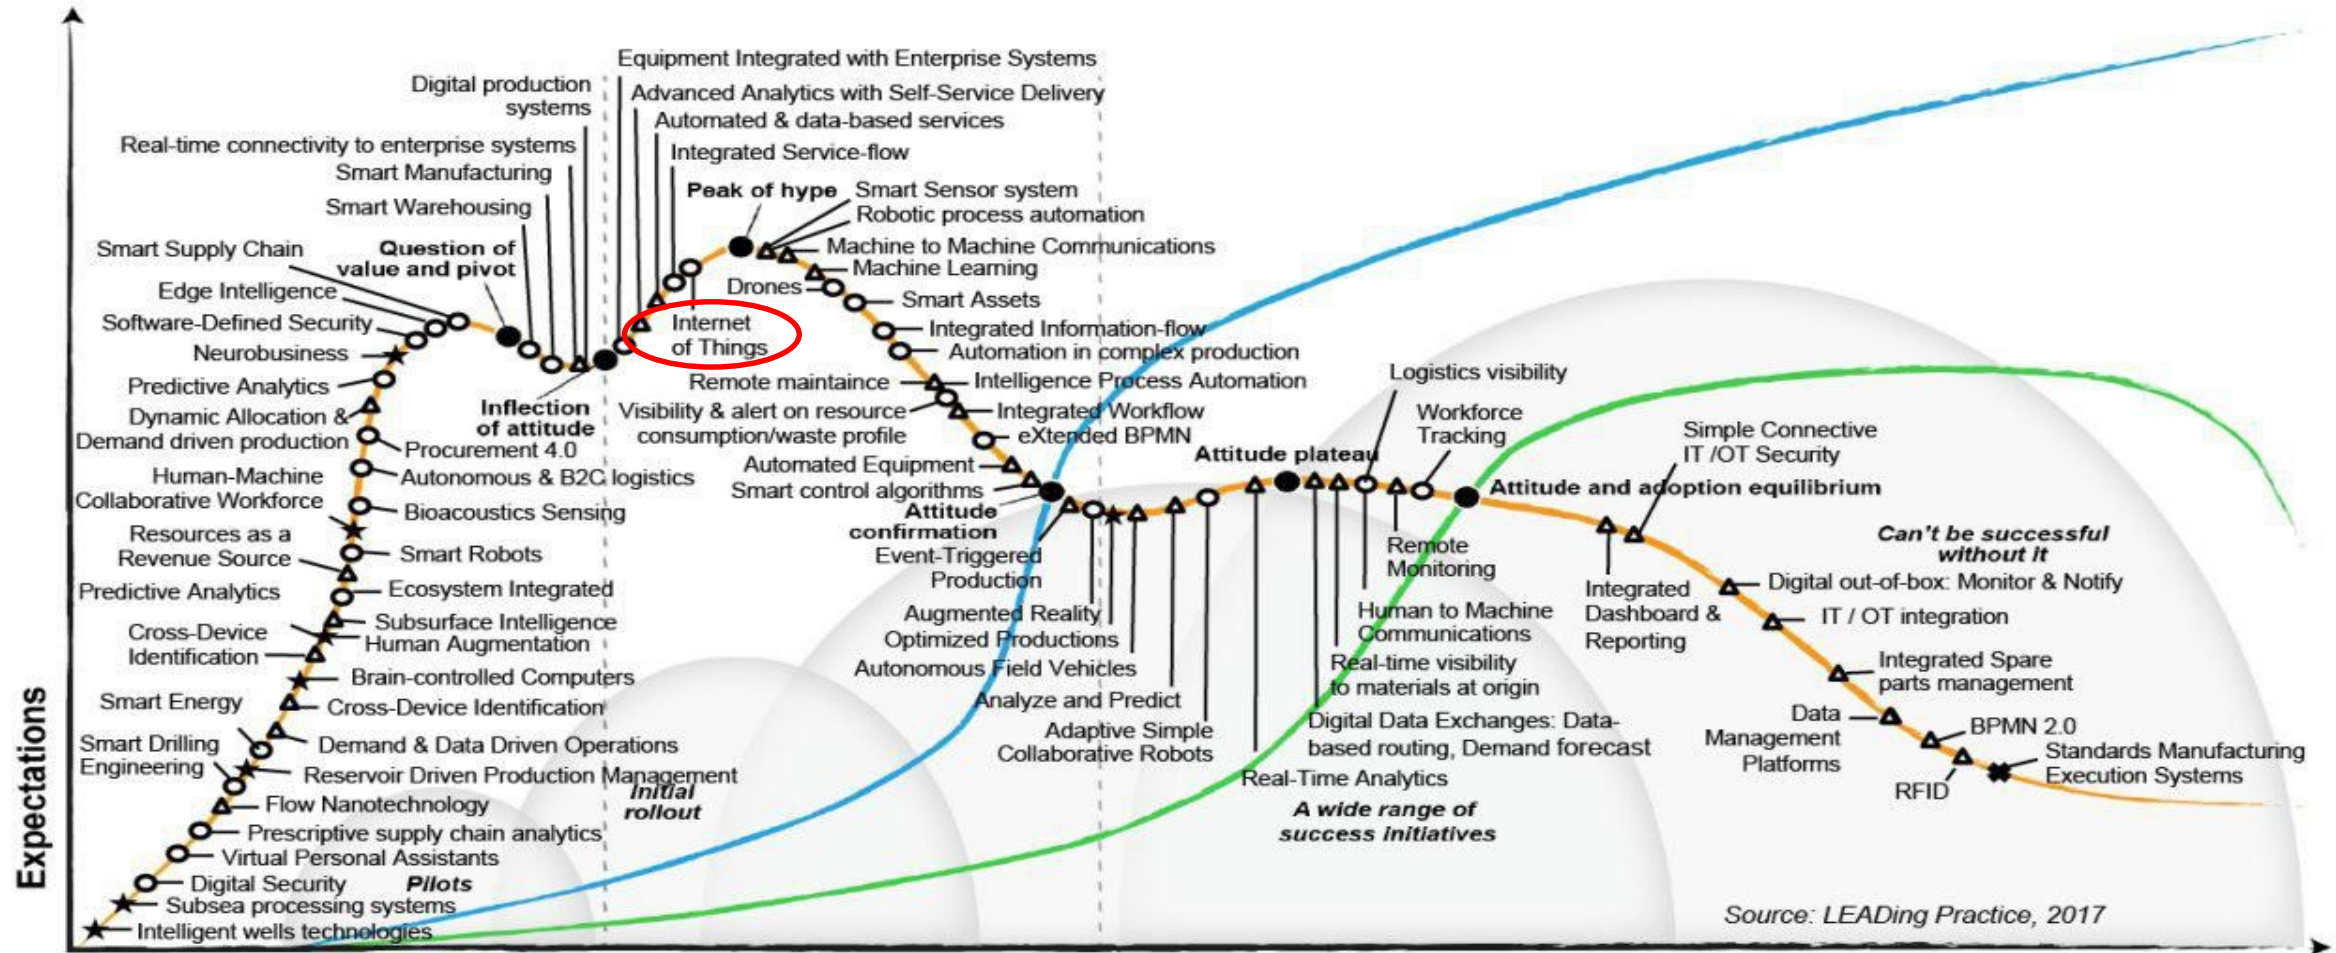 Equipment Integrated with Enterprise Systems
Digital production
systems
Advanced Analytics with Self-Service Delivery
Automated & data-based services
Real-time connectivity to enterprise systems
Integrated Service-flow
Smart Manufacturing
Peak of hype
Smart Sensor system
Smart Warehousing
Robotic process automation
Smart Supply Chain
Question of
value and pivot
Machine to Machine Communications
Machine Learning
Edge Intelligence
Drones
Smart Assets
Software-Defined Security
Internet
of Things
Integrated Information-flow
Neurobusiness
Automation in complex production
Predictive Analytics
Remote maintaince
Intelligence Process Automation
Logistics visibility
Dynamic Allocation &
Demand driven production
Inflection
of attitude
Visibility & alert on resource
consumption/waste profile
Integrated Workflow
Workforce
Tracking
eXtended BPMN
Procurement 4.0
Simple Connective
IT /OT Security
Attitude plateau
Human-Machine
Collaborative Workforce
Autonomous & B2C logistics
Automated Equipment
Smart control algorithms
Attitude and adoption equilibrium
Attitude
confirmation
Bioacoustics Sensing
Resources as a
Revenue Source
Smart Robots
Event-Triggered
Production
Remote
Monitoring
Can't be successful
without it
Predictive Analytics
Ecosystem Integrated
Integrated
Dashboard &
Reporting
Digital out-of-box: Monitor & Notify
Augmented Reality
Human to Machine
Communications
IT / OT integration
Subsurface Intelligence
Cross-Device
Identification
Human Augmentation
Optimized Productions
Autonomous Field Vehicles
Real-time visibility
to materials at origin
Integrated Spare
parts management
Brain-controlled Computers
Smart Energy
Cross-Device Identification
Analyze and Predict
Adaptive Simple
Collaborative Robots
Digital Data Exchanges: Data-
based routing, Demand forecast
Data
Management
Platforms
BPMN 2.0
Smart Drilling
Engineering
Demand & Data Driven Operations
Reservoir Driven Production Management
Real-Time Analytics
Standards Manufacturing
Execution Systems
RFID
Initial
rollout
Flow Nanotechnology
A wide range of
success initiatives
Prescriptive supply chain analytics
Virtual Personal Assistants
Digital Security
Pilots
Subsea processing systems
Intelligent wells technologies
Source: LEADing Practice, 2017
Expectations